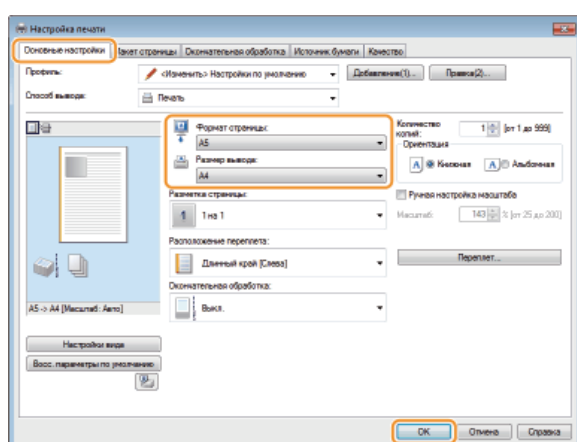 Настройка печати
Основные настройки Макет страницы Окончательная обработка Источник бумаги Качество
Профиль: <Изменить> Настройки по умолчанию Добавление(1)... Правка(2)...
Способ вывода: Печать
Формат страницы:
A5
Размер вывода:
A4
Количество копий: 1 [от 1 до 999]
Ориентация
A Книжная A Альбомная
Разметка страницы:
1 1 на 1
Ручная настройка масштаба
Масштаб: 143 % [от 25 до 200]
Расположение переплета:
Длинный край [Слева]
Переплет...
Окончательная обработка:
Выкл.
A5 -> A4 [Масштаб: Авто]
Настройки вида
Восс. параметры по умолчанию
OK Отмена Справка